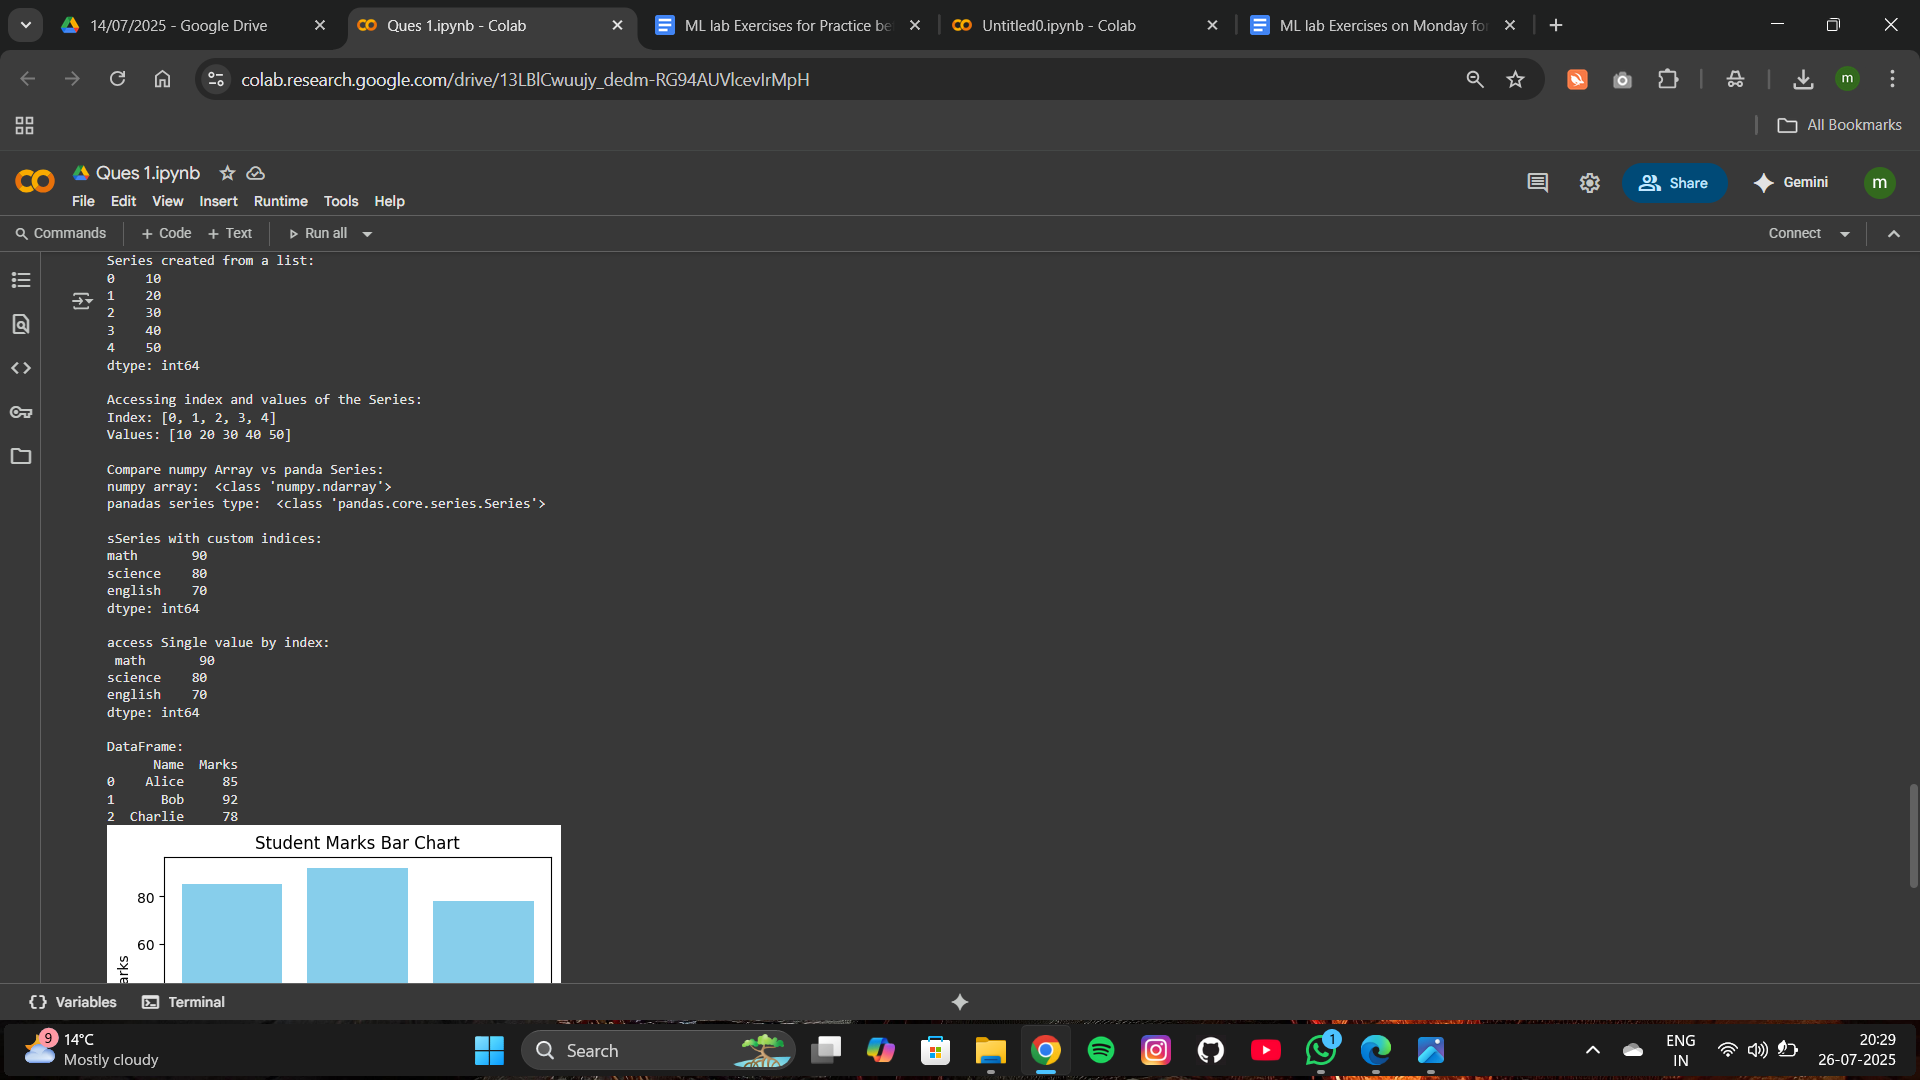 14/07/2025 - Google Drive
Ques 1.ipynb - Colab
ML lab Exercises for Practice be
Untitled0.ipynb - Colab
ML lab Exercises on Monday fo
colab.research.google.com/drive/13LBlCwuujy_dedm-RG94AUVlcevIrMpH
m
All Bookmarks
Ques 1.ipynb
File Edit View Insert Runtime Tools Help
Share
Gemini
m
Commands + Code + Text Run all
Connect
Series created from a list:
0    10
1    20
2    30
3    40
4    50
dtype: int64
Accessing index and values of the Series:
Index: [0, 1, 2, 3, 4]
Values: [10 20 30 40 50]
Compare numpy Array vs panda Series:
numpy array:  <class 'numpy.ndarray'>
panadas series type:  <class 'pandas.core.series.Series'>
sSeries with custom indices:
math       90
science    80
english    70
dtype: int64
access Single value by index:
 math       90
science    80
english    70
dtype: int64
DataFrame:
      Name  Marks
0    Alice     85
1      Bob     92
2  Charlie     78
Student Marks Bar Chart
80
60
arks
Variables
Terminal
9
14°C
Mostly cloudy
Search
1
ENG
IN
20:29
26-07-2025